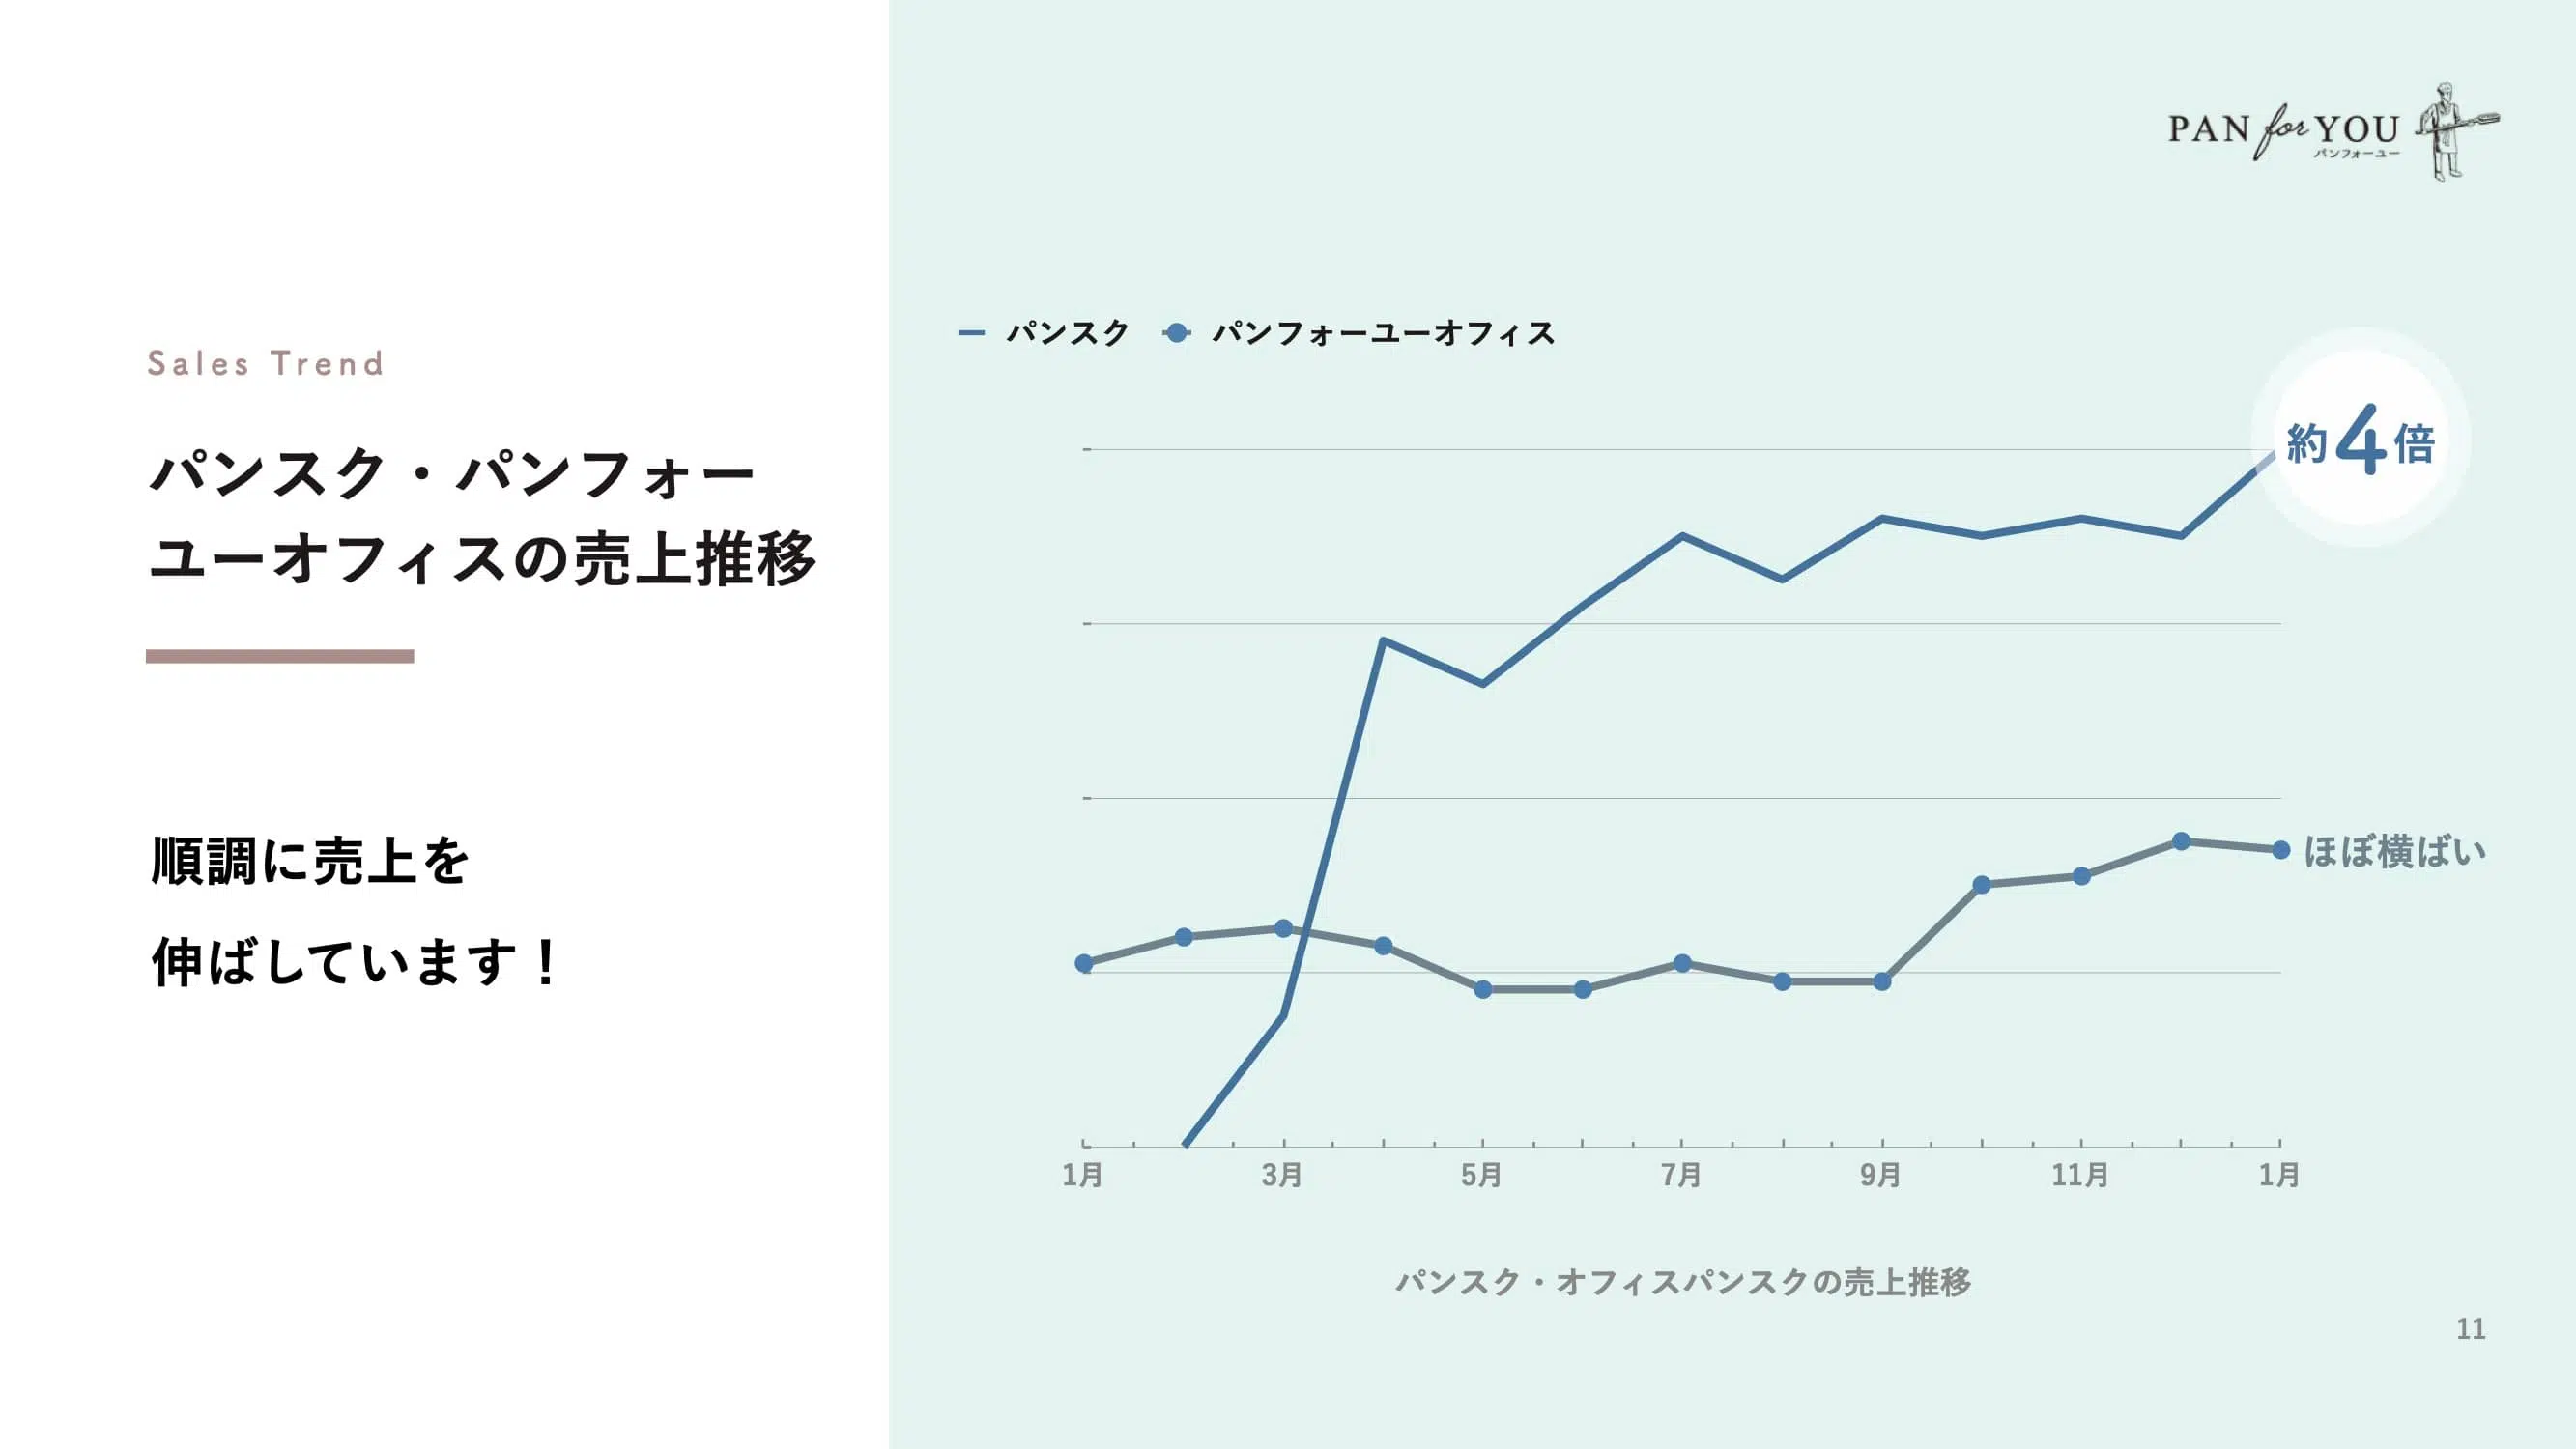 PAN for YOU
パンフォーユー
Sales Trend
パンスク・パンフォー
ユーオフィスの売上推移
順調に売上を
伸ばしています！
パンスク
パンフォーユーオフィス
約4倍
ほぼ横ばい
1月
3月
5月
7月
9月
11月
1月
パンスク・オフィスパンスクの売上推移
11